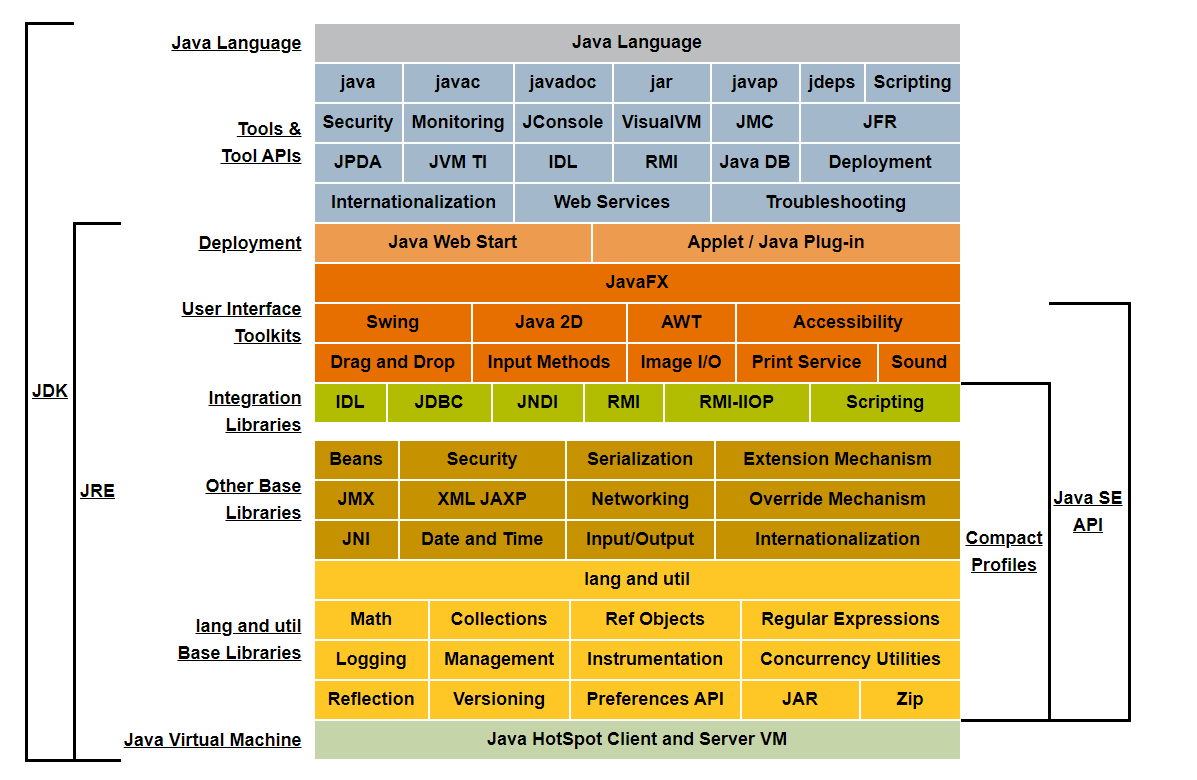 Java Language Java Language
java javac javadoc jar javap jdeps Scripting
Tools & Security Monitoring JConsole VisualVM JMC JFR
Tool APIs JPDA JVM TI IDL RMI Java DB Deployment
Internationalization Web Services Troubleshooting
Deployment Java Web Start Applet / Java Plug-in
JavaFX
User Interface Swing Java 2D AWT Accessibility
Toolkits
Drag and Drop Input Methods Image I/O Print Service Sound
JDK
Integration IDL JDBC JNDI RMI RMI-IIOP Scripting
Libraries
Beans Security Serialization Extension Mechanism
JRE
Other Base JMX XML JAXP Networking Override Mechanism
Libraries
Java SE
API
JNI Date and Time Input/Output Internationalization
Compact
Profiles
lang and util
lang and util Math Collections Ref Objects Regular Expressions
Base Libraries Logging Management Instrumentation Concurrency Utilities
Reflection Versioning Preferences API JAR Zip
Java Virtual Machine Java HotSpot Client and Server VM